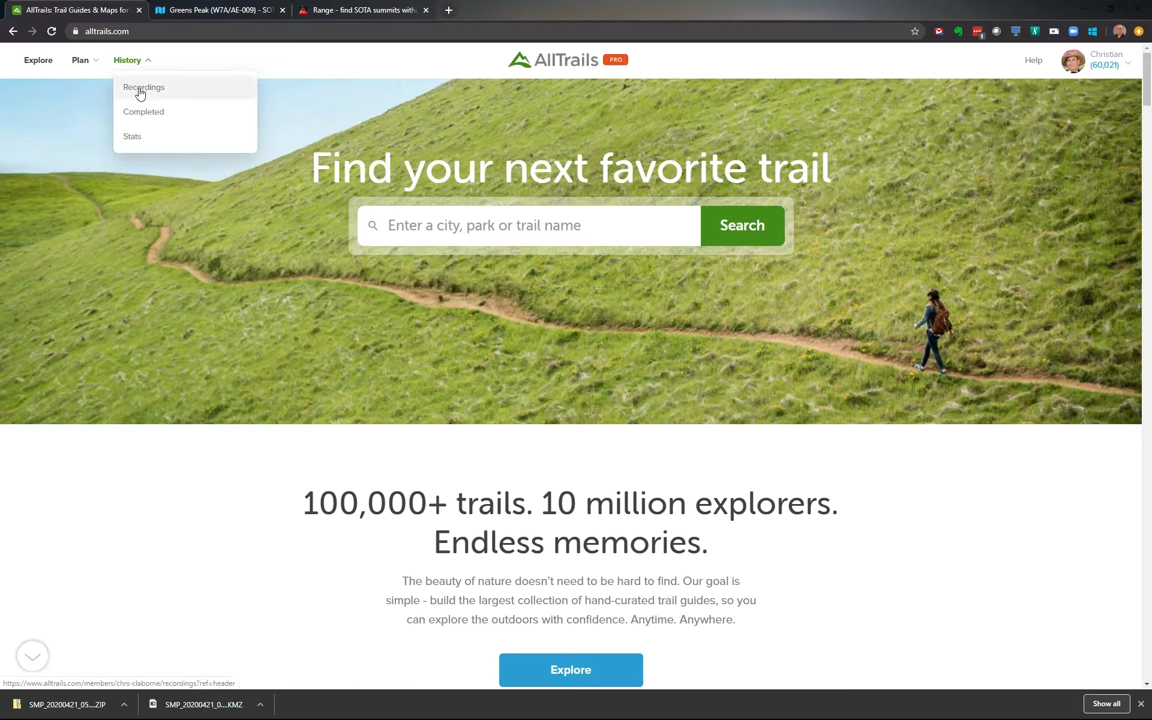 AllTrails: Trail Guides & Maps for
Greens Peak (W7A/AE-009) - SO
Range - find SOTA summits with
alltrails.com
Explore
Plan
History
AllTrails
PRO
Help
Christian
(60,021)
Recordings
Completed
Stats
Find your next favorite trail
Enter a city, park or trail name
Search
100,000+ trails. 10 million explorers.
Endless memories.
The beauty of nature doesn't need to be hard to find. Our goal is
simple - build the largest collection of hand-curated trail guides, so you
can explore the outdoors with confidence. Anytime. Anywhere.
Explore
https://www.alltrails.com/members/chrs-claborne/recordings?ref=header
SMP_20200421_05....ZIP
SMP_20200421_0....KMZ
Show all